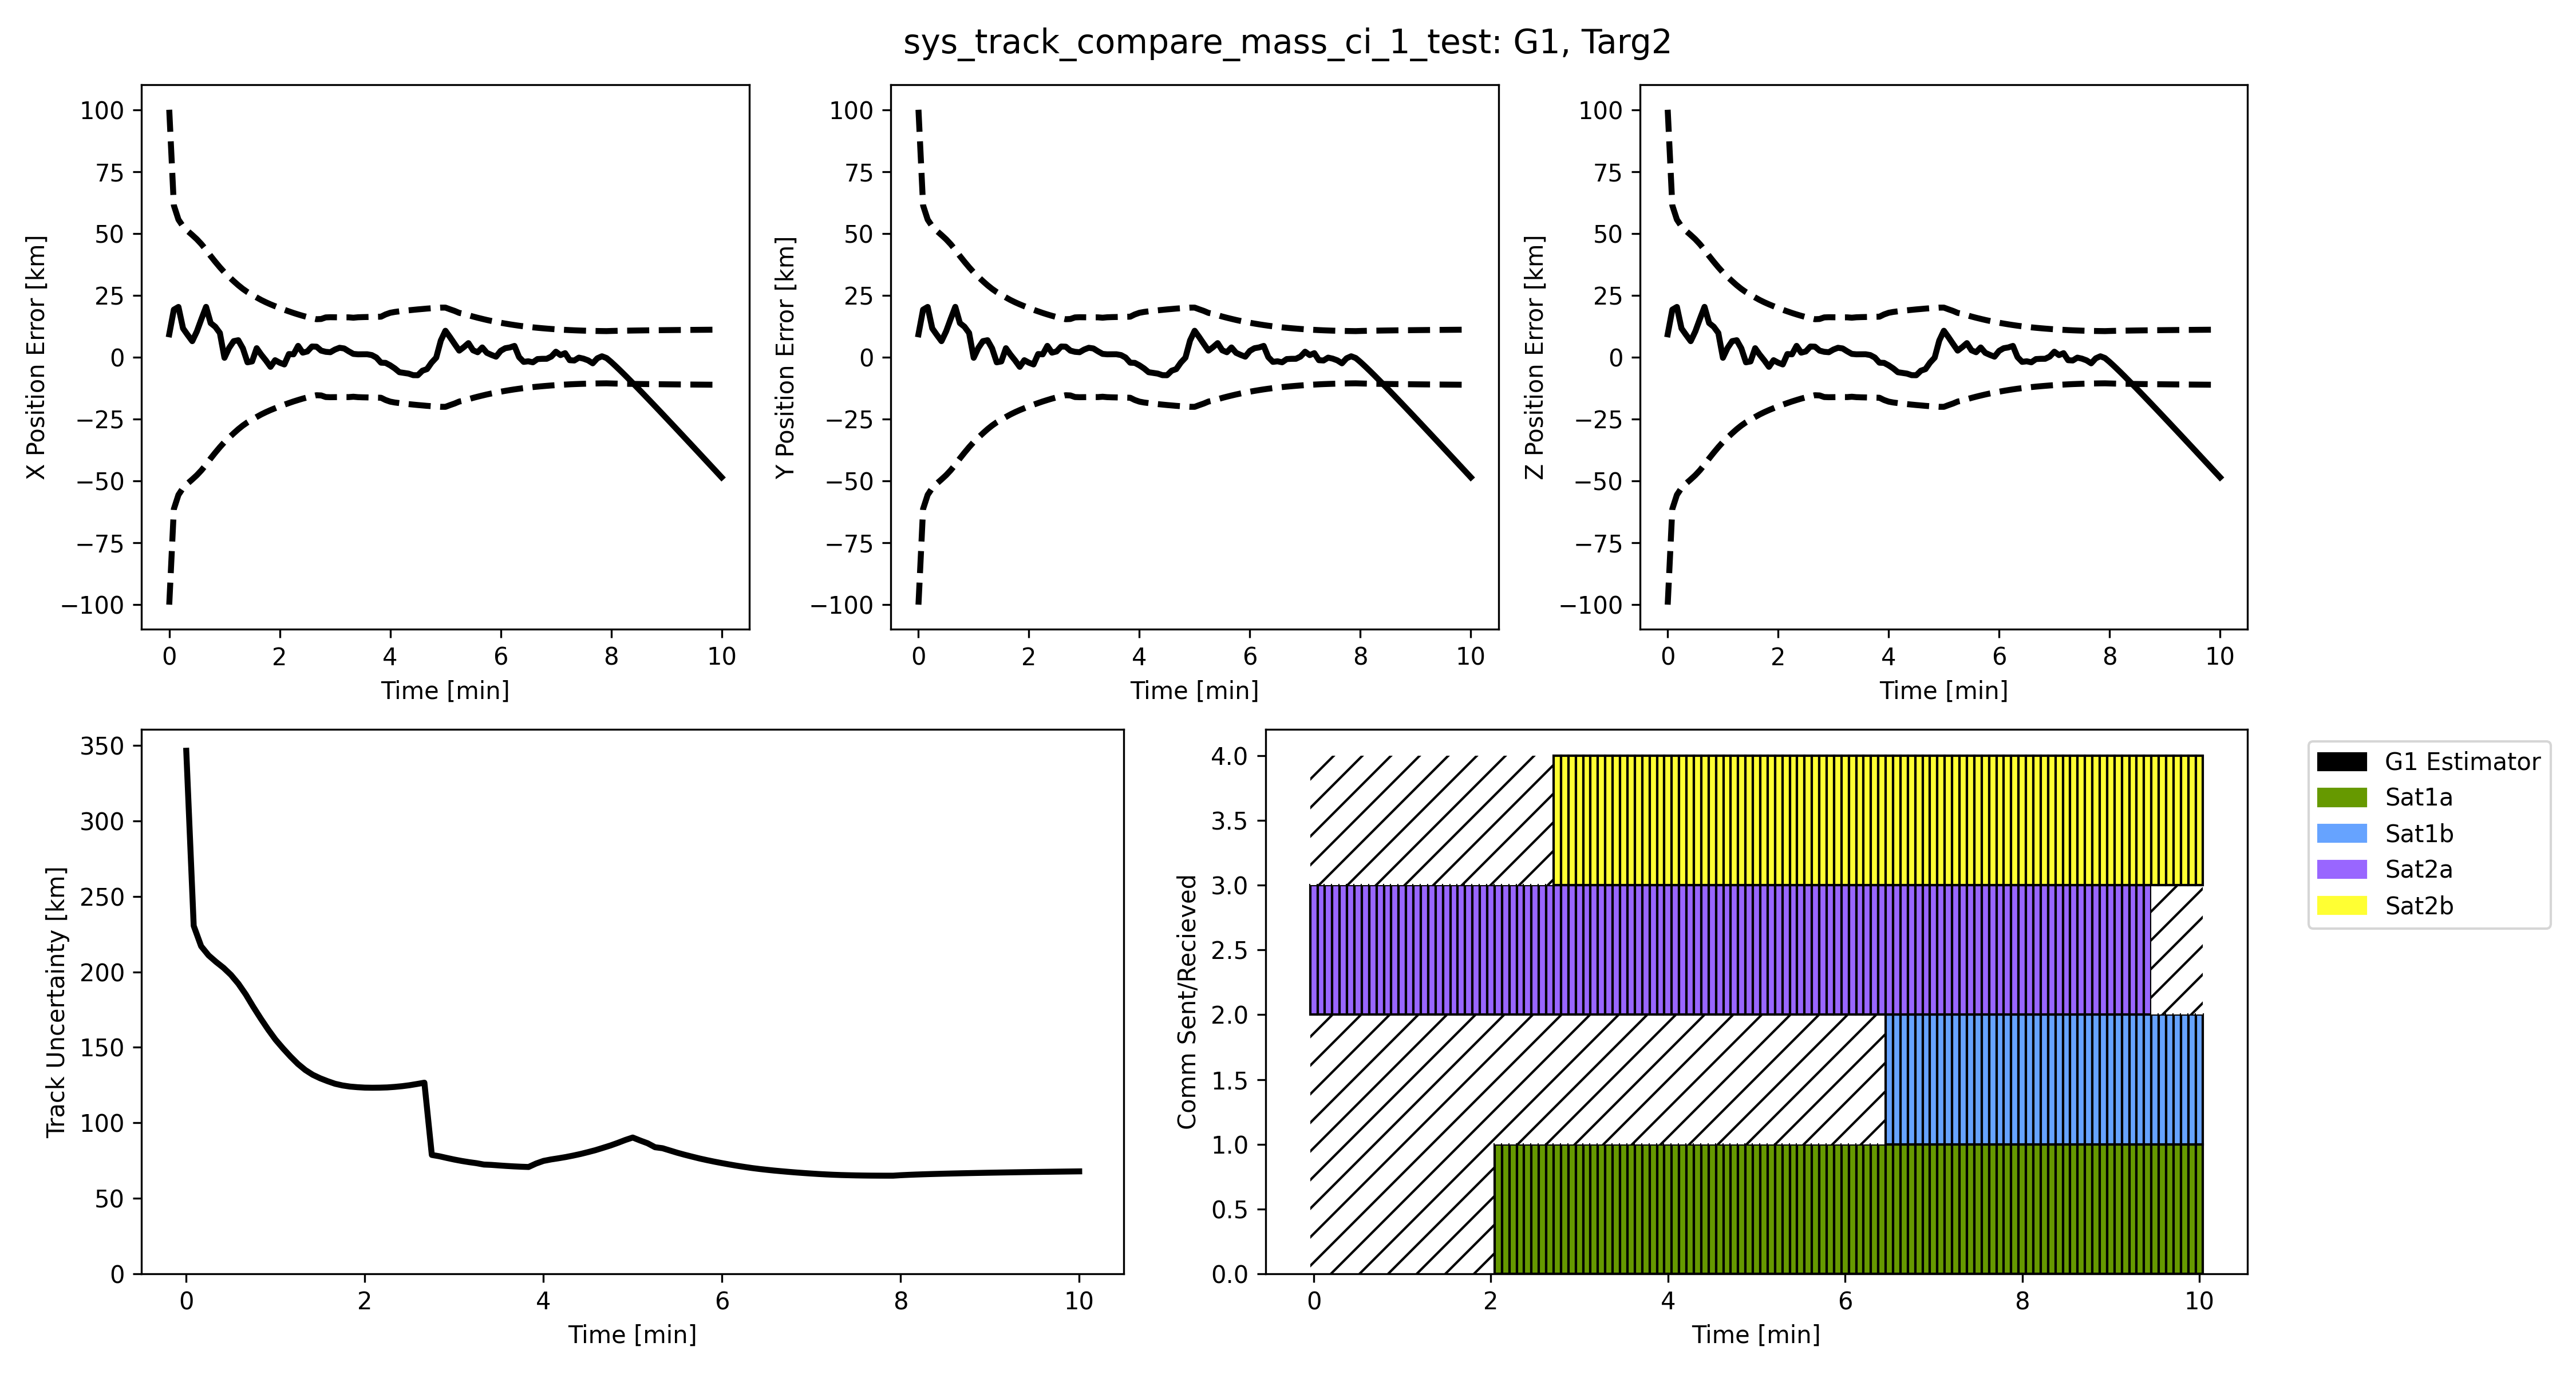 sys_track_compare_mass_ci_1_test: G1, Targ2
X Position Error [km]
100
75
50
25
0
−25
−50
−75
−100
0 2 4 6 8 10
Time [min]
Y Position Error [km]
100
75
50
25
0
−25
−50
−75
−100
0 2 4 6 8 10
Time [min]
Z Position Error [km]
100
75
50
25
0
−25
−50
−75
−100
0 2 4 6 8 10
Time [min]
Track Uncertainty [km]
350
300
250
200
150
100
50
0
0 2 4 6 8 10
Time [min]
Comm Sent/Recieved
4.0
3.5
3.0
2.5
2.0
1.5
1.0
0.5
0.0
0 2 4 6 8 10
Time [min]
G1 Estimator
Sat1a
Sat1b
Sat2a
Sat2b